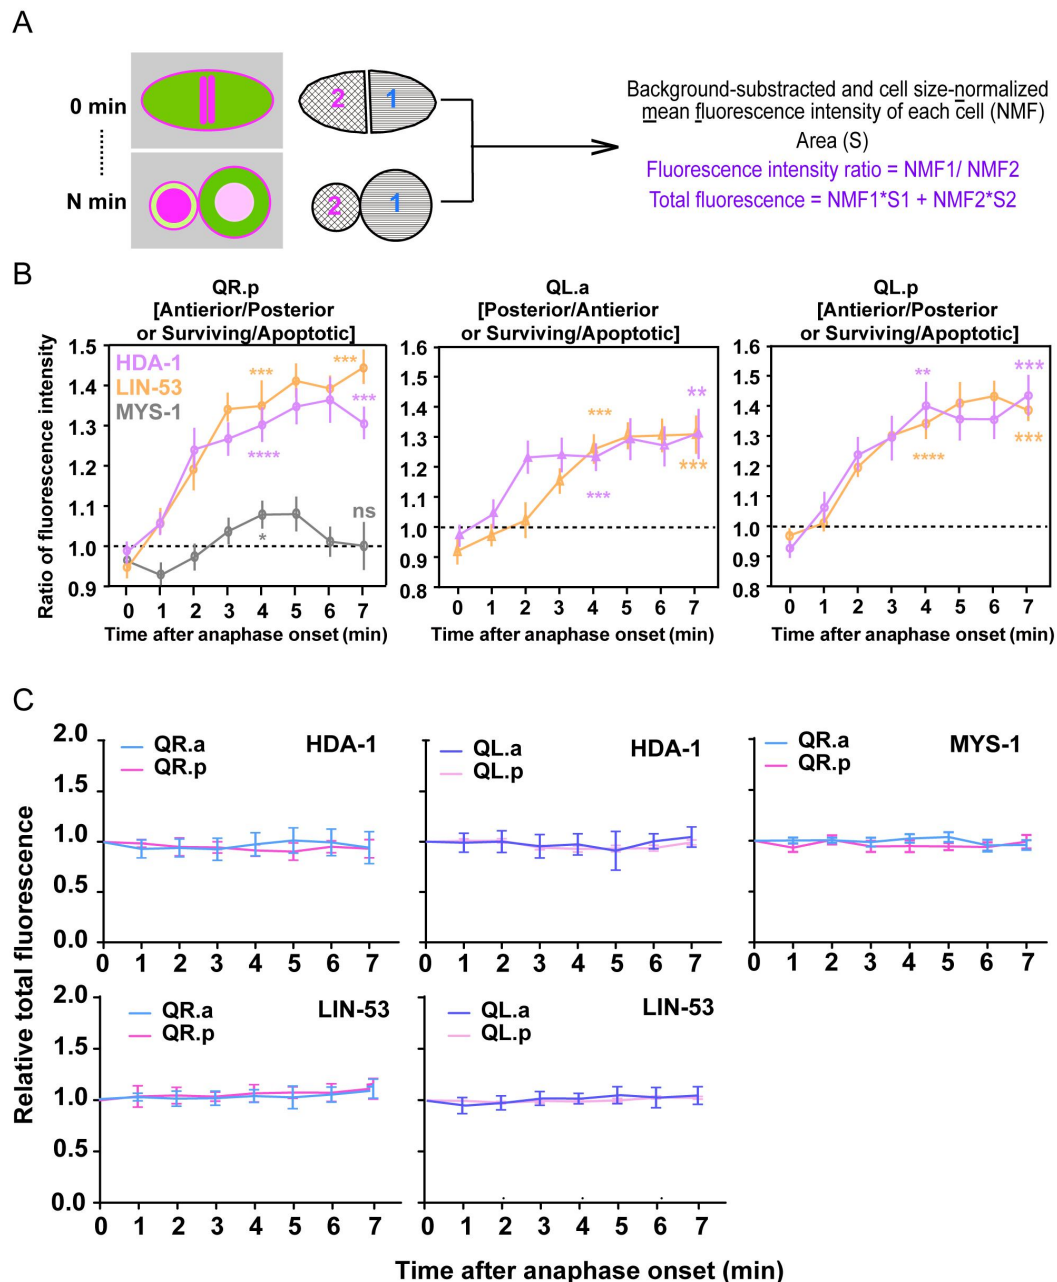 A
0 min
N min
2
1
2
1
Background-substracted and cell size-normalized
mean fluorescence intensity of each cell (NMF)
Area (S)
Fluorescence intensity ratio = NMF1/ NMF2
Total fluorescence = NMF1*S1 + NMF2*S2
B
QR.p
[Antierior/Posterior
or Surviving/Apoptotic]
QL.a
[Posterior/Antierior
or Surviving/Apoptotic]
QL.p
[Antierior/Posterior
or Surviving/Apoptotic]
Ratio of fluorescence intensity
1.5
1.4
1.3
1.2
1.1
1.0
0.9
HDA-1
LIN-53
MYS-1
***
***
***
****
ns
*
0 1 2 3 4 5 6 7
Time after anaphase onset (min)
1.6
1.5
1.4
1.3
1.2
1.1
1.0
0.9
0.8
**
***
***
***
0 1 2 3 4 5 6 7
Time after anaphase onset (min)
1.6
1.5
1.4
1.3
1.2
1.1
1.0
0.9
0.8
**
***
***
****
0 1 2 3 4 5 6 7
Time after anaphase onset (min)
C
Relative total fluorescence
2.0
1.5
1.0
0.5
0.0
QR.a
QR.p
HDA-1
0 1 2 3 4 5 6 7
QL.a
QL.p
HDA-1
0 1 2 3 4 5 6 7
QR.a
QR.p
MYS-1
0 1 2 3 4 5 6 7
2.0
1.5
1.0
0.5
0.0
QR.a
QR.p
LIN-53
0 1 2 3 4 5 6 7
QL.a
QL.p
LIN-53
0 1 2 3 4 5 6 7
Time after anaphase onset (min)